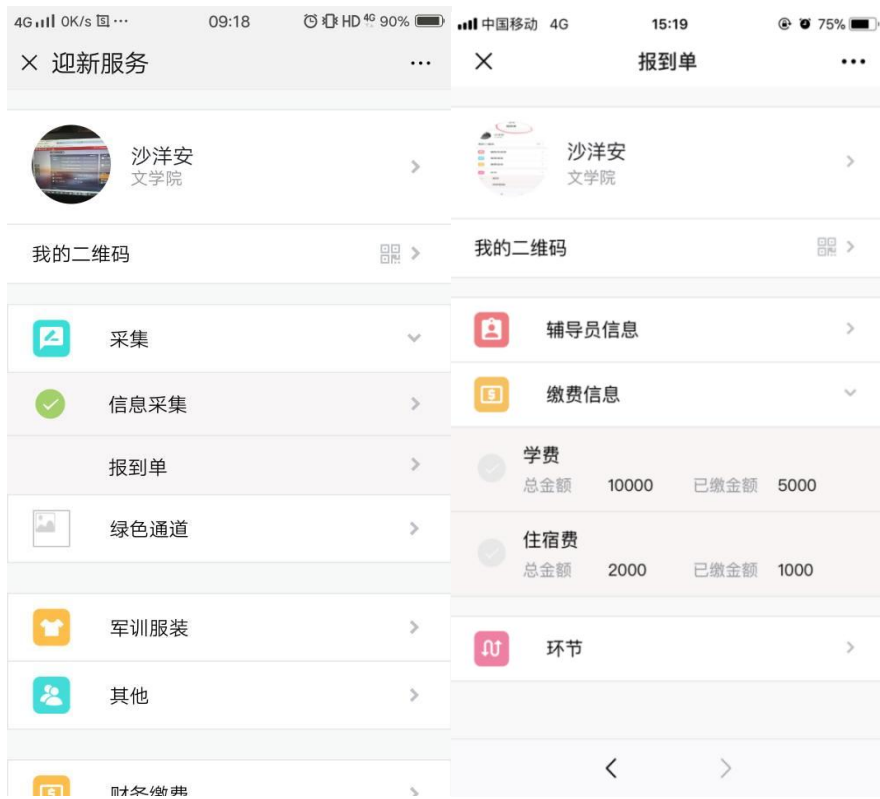 4G 0K/s 09:18 HD 4G 90%
迎新服务
沙洋安
文学院
我的二维码
采集
信息采集
报到单
绿色通道
军训服装
其他
财务缴费
中国移动 4G 15:19 75%
报到单
沙洋安
文学院
我的二维码
辅导员信息
缴费信息
学费
总金额 10000 已缴金额 5000
住宿费
总金额 2000 已缴金额 1000
环节